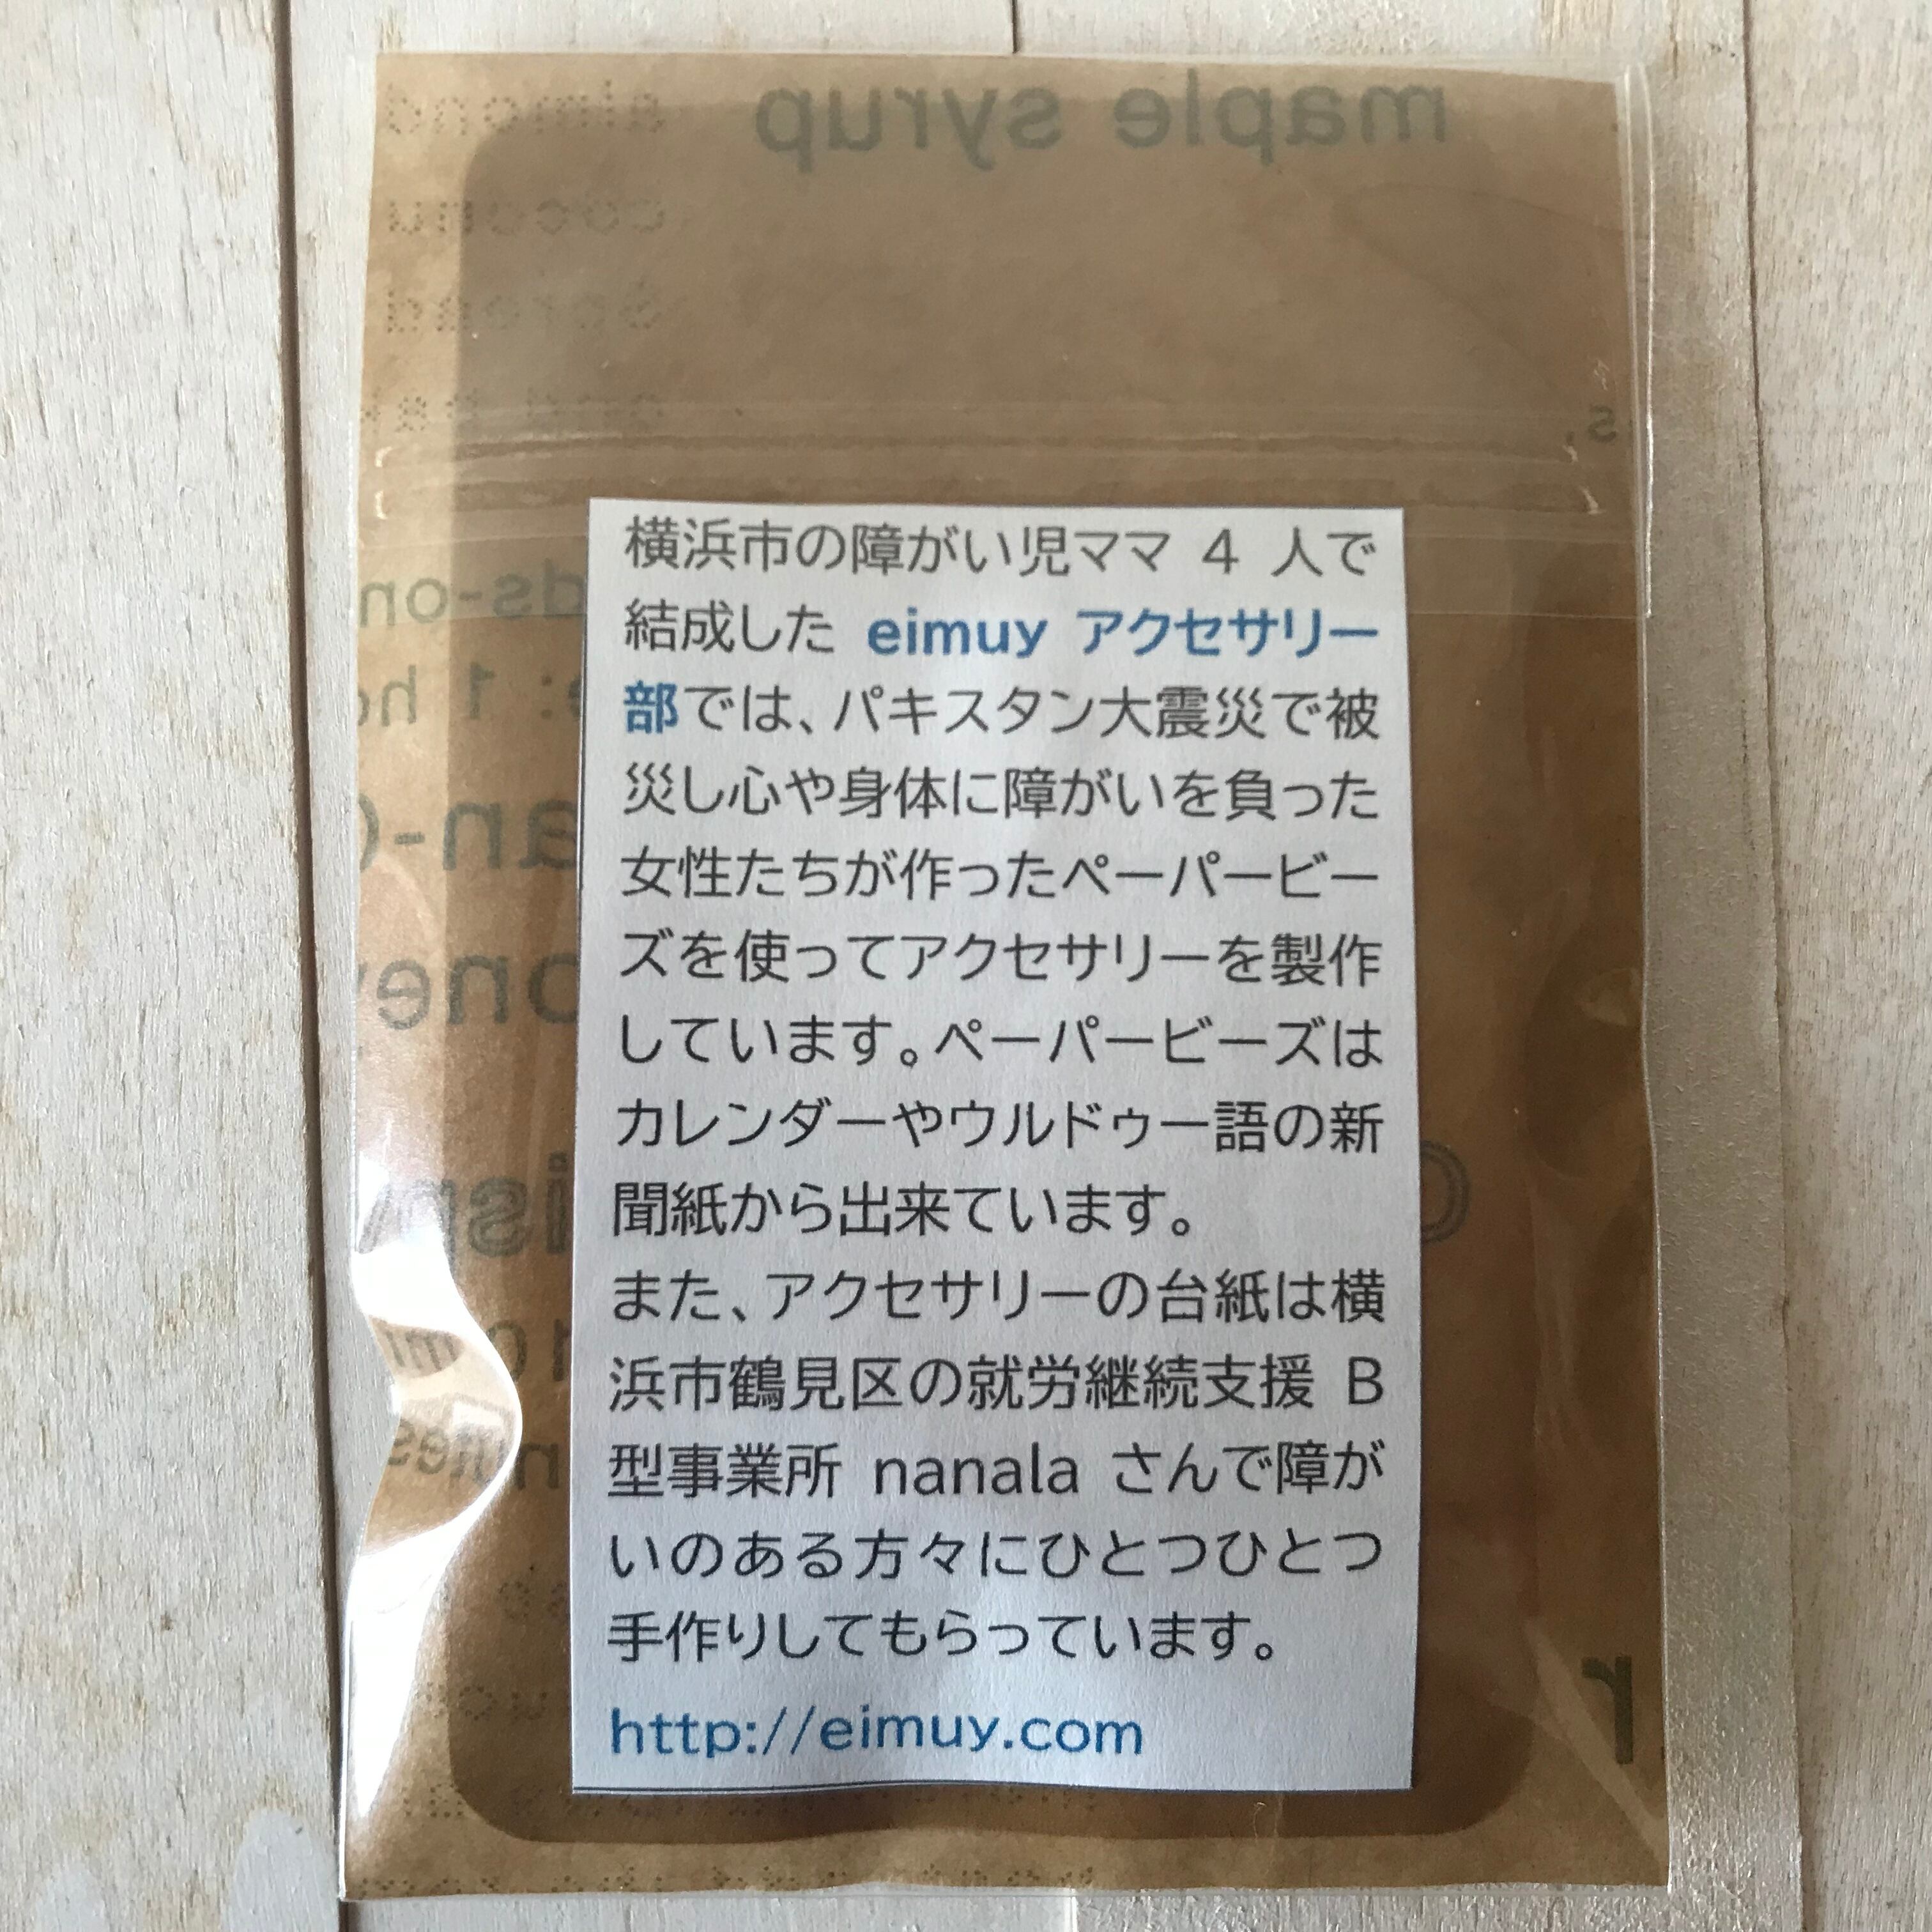 maple syrup
横浜市の障がい児ママ 4 人で
結成した eimuy アクセサリー
部では、パキスタン大震災で被
災し心や身体に障がいを負った
女性たちが作ったペーパービー
ズを使ってアクセサリーを製作
しています。ペーパービーズは
カレンダーやウルドゥー語の新
聞紙から出来ています。
また、アクセサリーの台紙は横
浜市鶴見区の就労継続支援 B
型事業所 nanala さんで障が
いのある方々にひとつひとつ
手作りしてもらっています。
http://eimuy.com